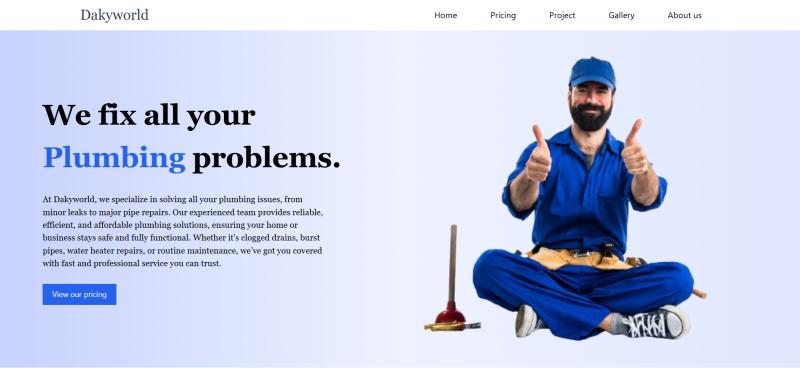 Dakyworld
Home Pricing Project Gallery About us
We fix all your
Plumbing problems.
At Dakyworld, we specialize in solving all your plumbing issues, from
minor leaks to major pipe repairs. Our experienced team provides reliable,
efficient, and affordable plumbing solutions, ensuring your home or
business stays safe and fully functional. Whether it's clogged drains, burst
pipes, water heater repairs, or routine maintenance, we've got you covered
with fast and professional service you can trust.
View our pricing